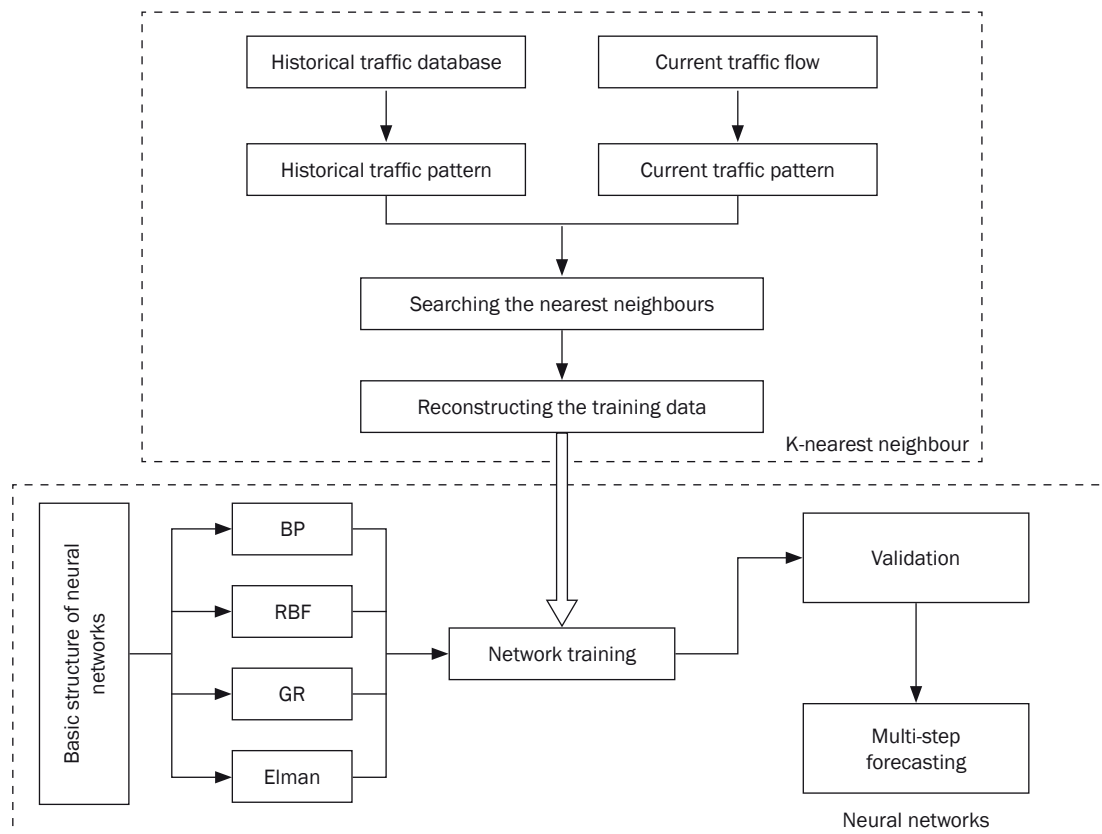 Historical traffic database
Current traffic flow
Historical traffic pattern
Current traffic pattern
Searching the nearest neighbours
Reconstructing the training data
K-nearest neighbour
Basic structure of neural
networks
BP
RBF
GR
Elman
Network training
Validation
Multi-step
forecasting
Neural networks